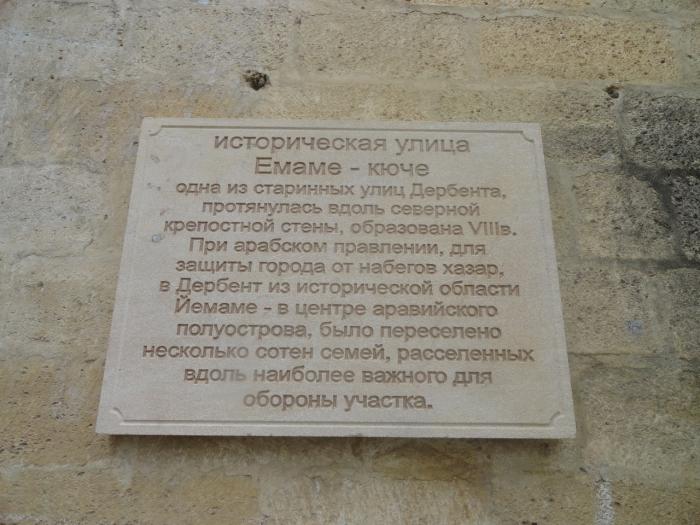 историческая улица
Емаме - кюче
одна из старинных улиц Дербента,
протянулась вдоль северной
крепостной стены, образована VIIIв.
При арабском правлении, для
защиты города от набегов хазар,
в Дербент из исторической области
Йемаме - в центре аравийского
полуострова, было переселено
несколько сотен семей, расселенных
вдоль наиболее важного для
обороны участка.